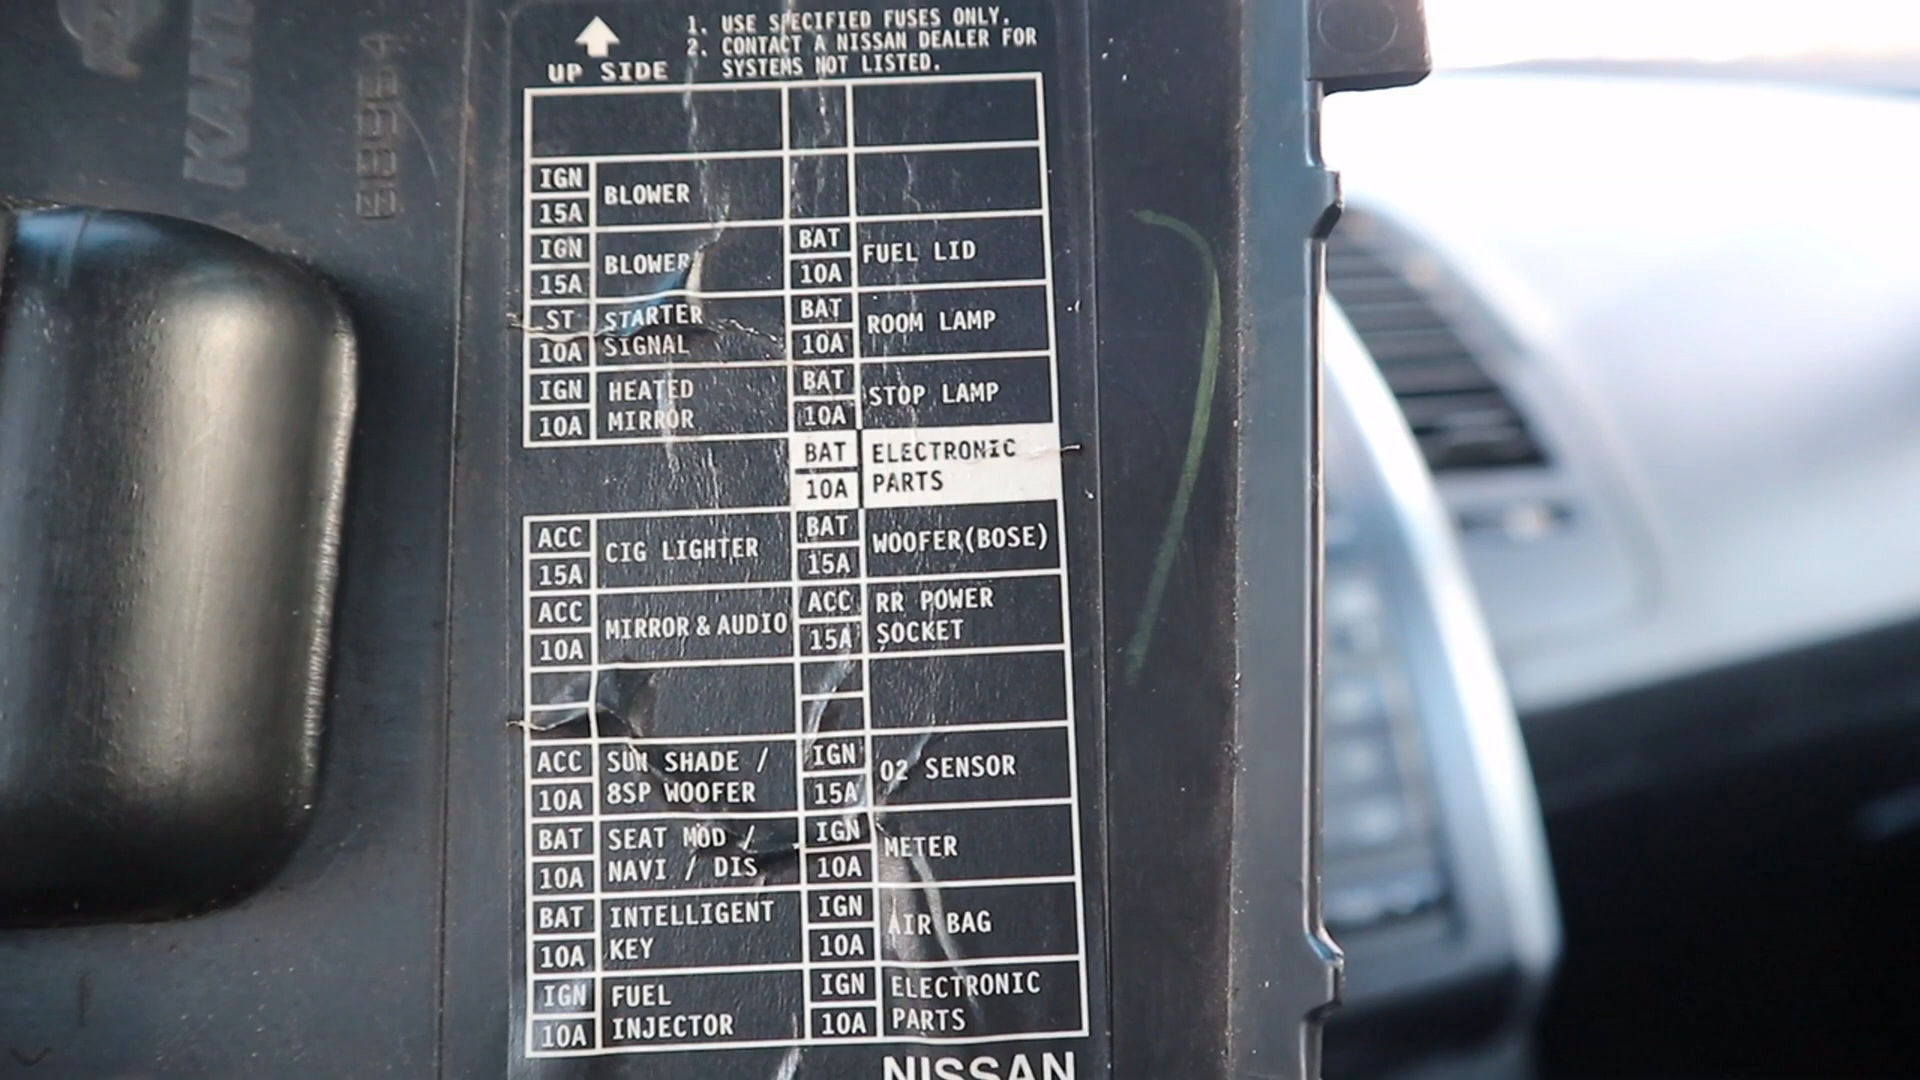 UP SIDE
1. USE SPECIFIED FUSES ONLY.
2. CONTACT A NISSAN DEALER FOR
SYSTEMS NOT LISTED.
IGN
15A
BLOWER
IGN
15A
BLOWER
ST
10A
STARTER
SIGNAL
IGN
10A
HEATED
MIRROR
ACC
15A
CIG LIGHTER
ACC
10A
MIRROR & AUDIO
ACC
10A
SUN SHADE /
8SP WOOFER
BAT
10A
SEAT MOD /
NAVI / DIS
BAT
10A
INTELLIGENT
KEY
IGN
10A
FUEL
INJECTOR
BAT
10A
FUEL LID
BAT
10A
ROOM LAMP
BAT
10A
STOP LAMP
BAT
10A
ELECTRONIC
PARTS
BAT
15A
WOOFER(BOSE)
ACC
15A
RR POWER
SOCKET
IGN
15A
O2 SENSOR
IGN
10A
METER
IGN
10A
AIR BAG
IGN
10A
ELECTRONIC
PARTS
NISSAN